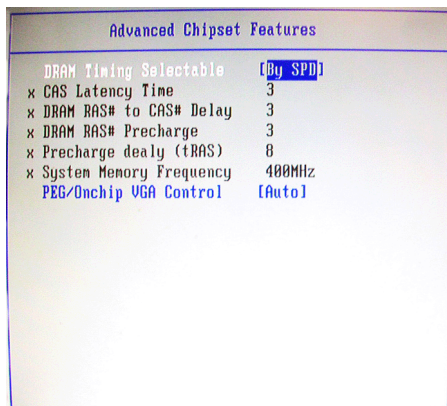 Advanced Chipset Features
DRAM Timing Selectable [By SPD]
x CAS Latency Time 3
x DRAM RAS# to CAS# Delay 3
x DRAM RAS# Precharge 3
x Precharge dealy (tRAS) 8
x System Memory Frequency 400MHz
PEG/Onchip VGA Control [Auto]